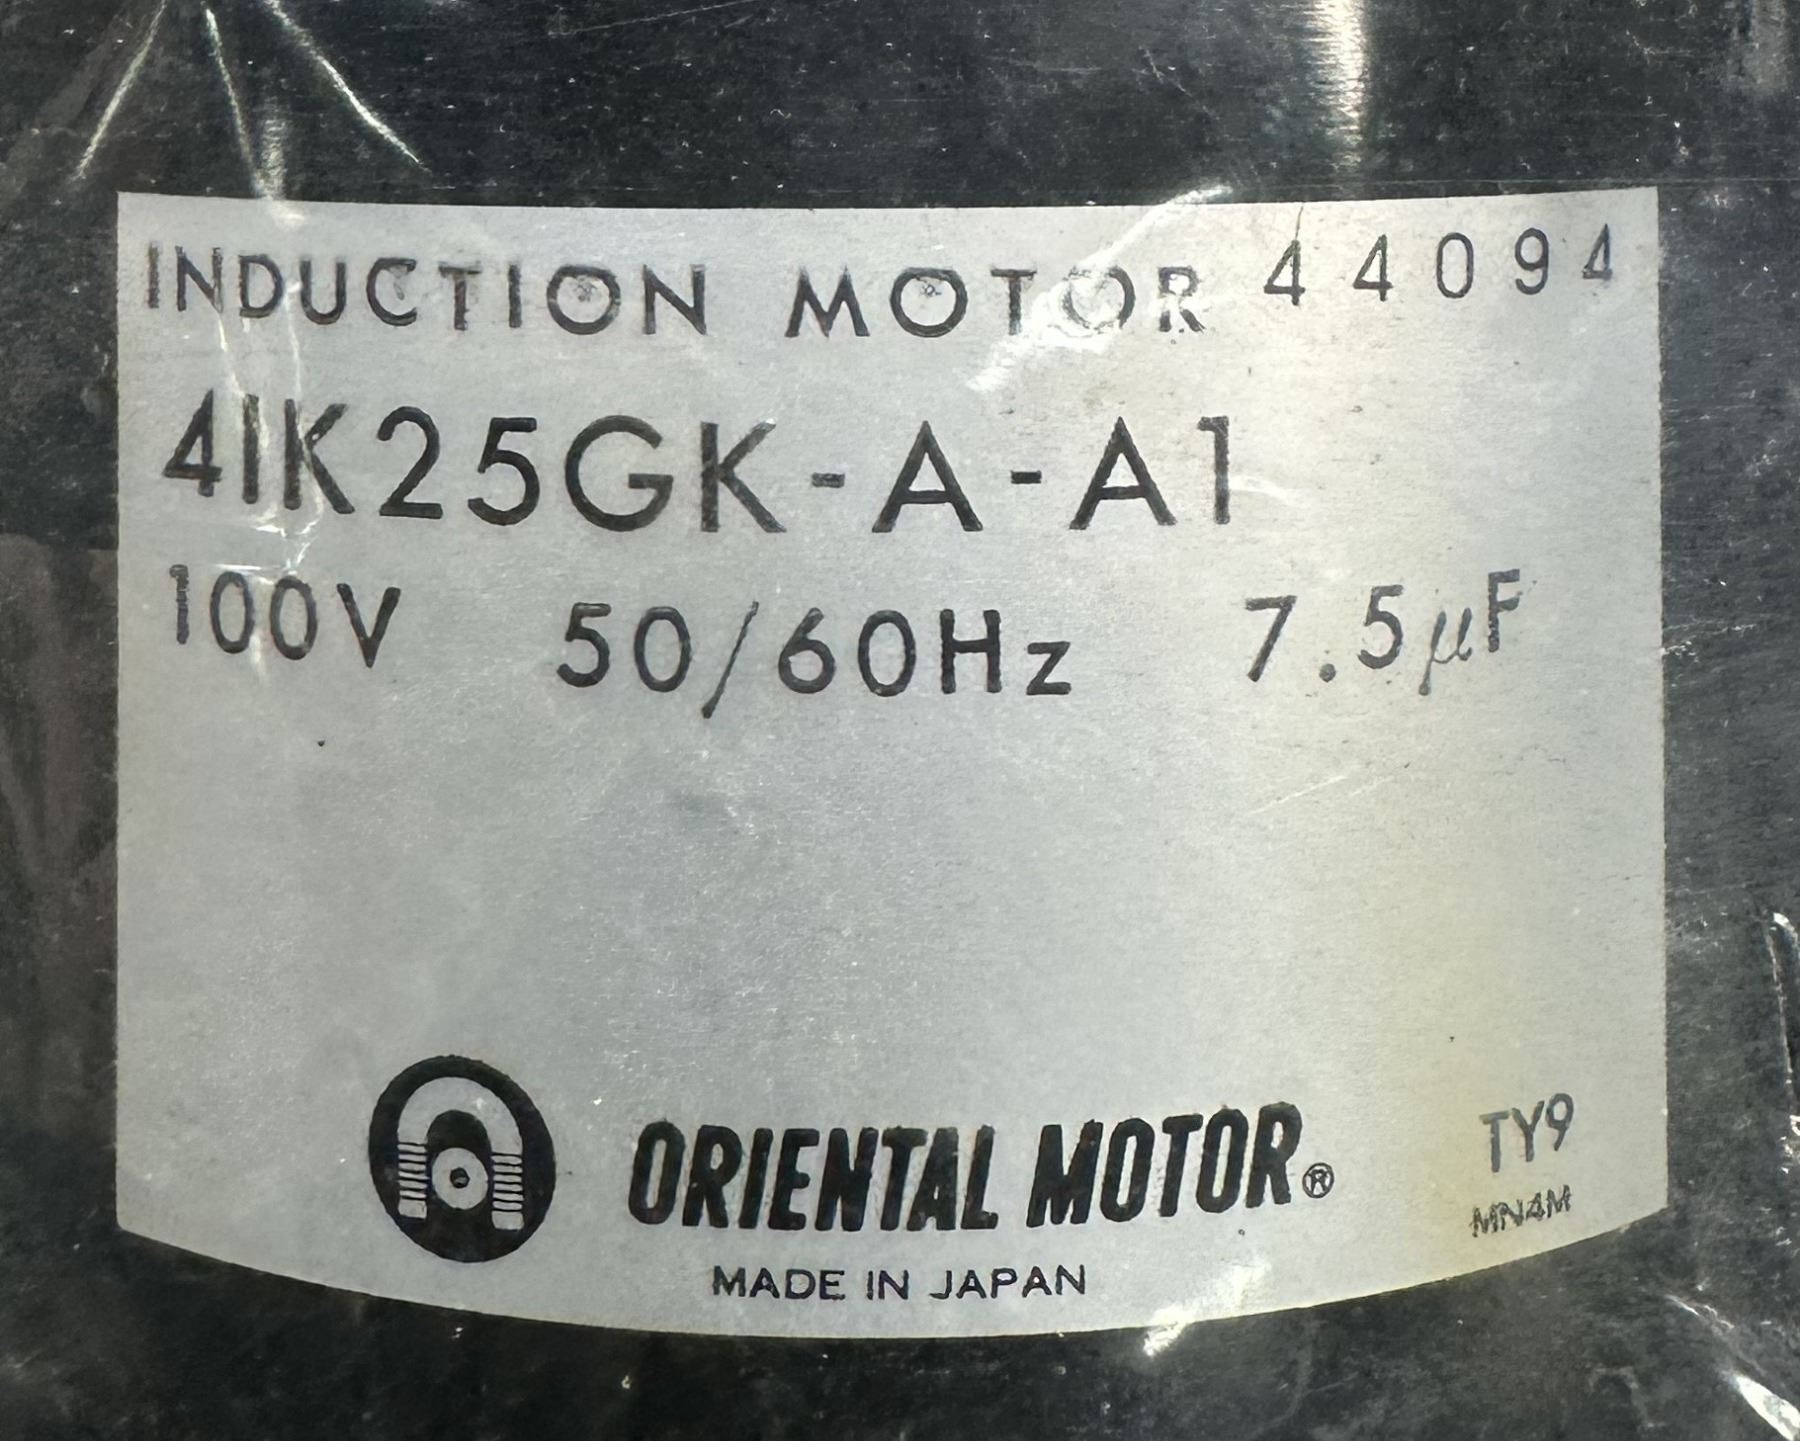 INDUCTION MOTOR 44094
4IK25GK-A-A1
100V 50/60Hz 7.5µF
ORIENTAL MOTOR®
TY9
MN4M
MADE IN JAPAN